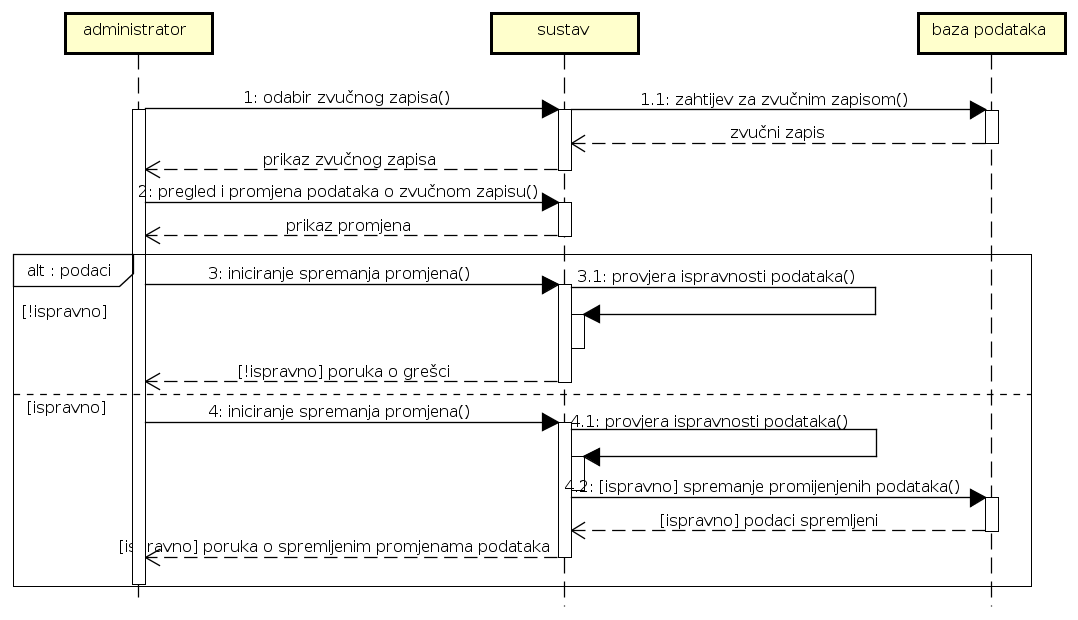 administrator
sustav
baza podataka
1: odabir zvučnog zapisa()
1.1: zahtijev za zvučnim zapisom()
zvučni zapis
prikaz zvučnog zapisa
2: pregled i promjena podataka o zvučnom zapisu()
prikaz promjena
alt : podaci
3: iniciranje spremanja promjena()
3.1: provjera ispravnosti podataka()
[!ispravno]
[!ispravno] poruka o grešci
[ispravno]
4: iniciranje spremanja promjena()
4.1: provjera ispravnosti podataka()
4.2: [ispravno] spremanje promijenjenih podataka()
[ispravno] podaci spremljeni
[ispravno] poruka o spremljenim promjenama podataka